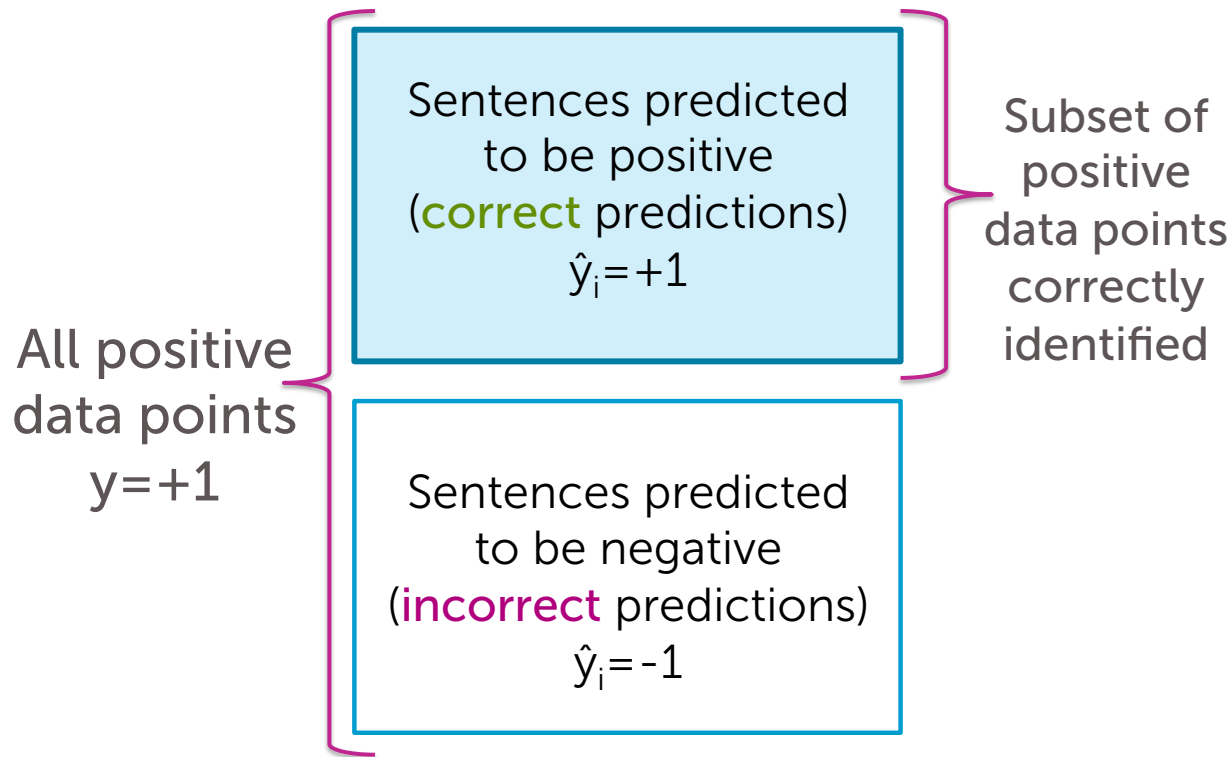 All positive
data points
y=+1
Sentences predicted
to be positive
(correct predictions)
ŷᵢ=+1
Sentences predicted
to be negative
(incorrect predictions)
ŷᵢ=-1
Subset of
positive
data points
correctly
identified